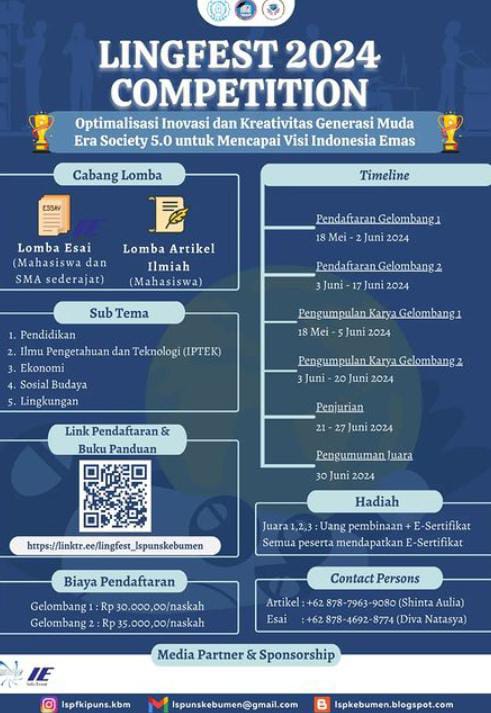 LINGFEST 2024
COMPETITION
Optimalisasi Inovasi dan Kreativitas Generasi Muda
Era Society 5.0 untuk Mencapai Visi Indonesia Emas
Cabang Lomba
ESSAY
Lomba Esai
(Mahasiswa dan
SMA sederajat)
Lomba Artikel
Ilmiah
(Mahasiswa)
Sub Tema
1. Pendidikan
2. Ilmu Pengetahuan dan Teknologi (IPTEK)
3. Ekonomi
4. Sosial Budaya
5. Lingkungan
Link Pendaftaran &
Buku Panduan
https://linktr.ee/lingfest_lspunskebumen
Biaya Pendaftaran
Gelombang 1 : Rp 30.000,00/naskah
Gelombang 2 : Rp 35.000,00/naskah
Timeline
Pendaftaran Gelombang 1
18 Mei - 2 Juni 2024
Pendaftaran Gelombang 2
3 Juni - 17 Juni 2024
Pengumpulan Karya Gelombang 1
18 Mei - 5 Juni 2024
Pengumpulan Karya Gelombang 2
3 Juni - 20 Juni 2024
Penjurian
21 - 27 Juni 2024
Pengumuman Juara
30 Juni 2024
Hadiah
Juara 1,2,3 : Uang pembinaan + E-Sertifikat
Semua peserta mendapatkan E-Sertifikat
Contact Persons
Artikel : +62 878-7963-9080 (Shinta Aulia)
Esai : +62 878-4692-8774 (Diva Natasya)
Media Partner & Sponsorship
IE
lspfkipuns.kbm
lspunskebumen@gmail.com
lspkebumen.blogspot.com